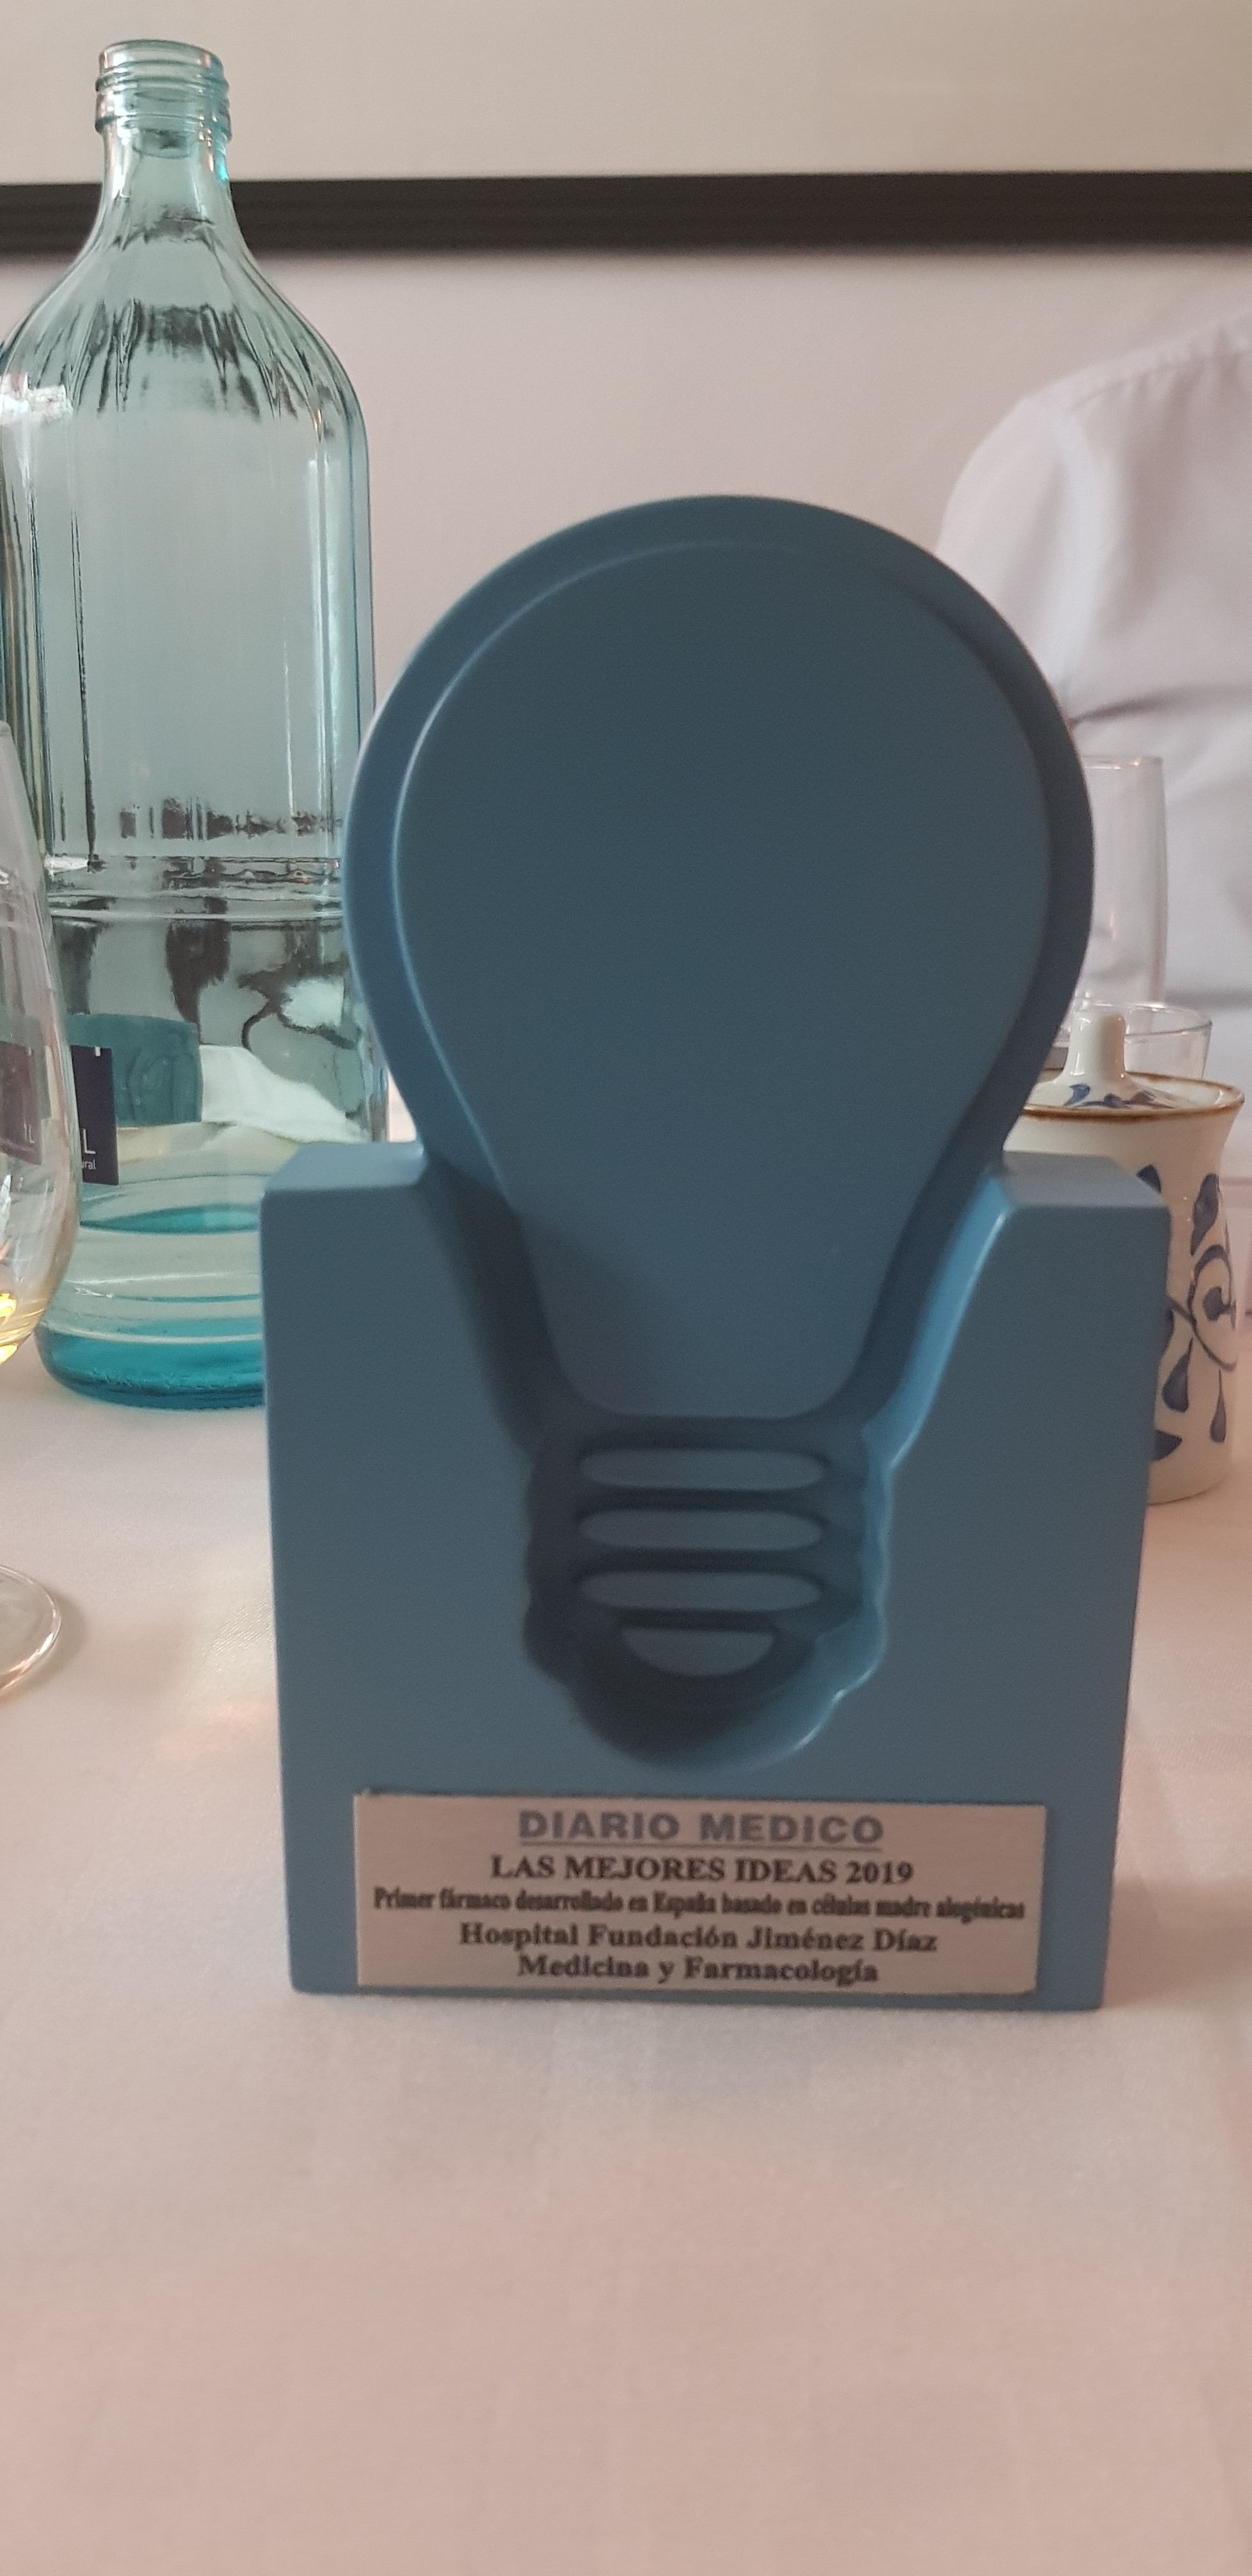 L
ural
DIARIO MEDICO
LAS MEJORES IDEAS 2019
Primer fármaco desarrollado en España basado en células madre alogénicas
Hospital Fundación Jiménez Díaz
Medicina y Farmacología